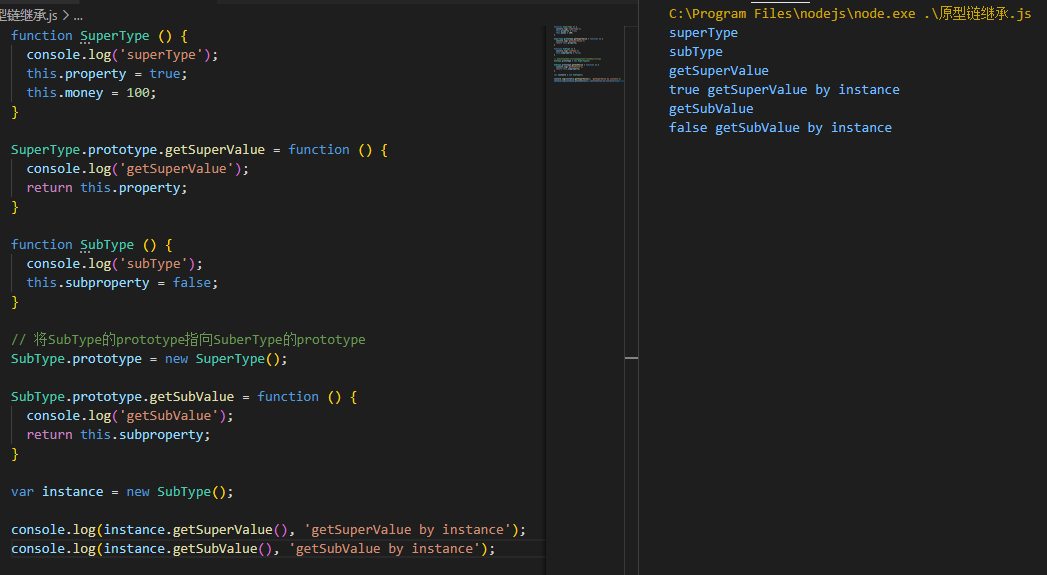 型链继承.js > ...
function SuperType () {
  console.log('superType');
  this.property = true;
  this.money = 100;
}
SuperType.prototype.getSuperValue = function () {
  console.log('getSuperValue');
  return this.property;
}
function SubType () {
  console.log('subType');
  this.subproperty = false;
}
// 将SubType的prototype指向SuberType的prototype
SubType.prototype = new SuperType();
SubType.prototype.getSubValue = function () {
  console.log('getSubValue');
  return this.subproperty;
}
var instance = new SubType();
console.log(instance.getSuperValue(), 'getSuperValue by instance');
console.log(instance.getSubValue(), 'getSubValue by instance');
C:\Program Files\nodejs\node.exe .\原型链继承.js
superType
subType
getSuperValue
true getSuperValue by instance
getSubValue
false getSubValue by instance